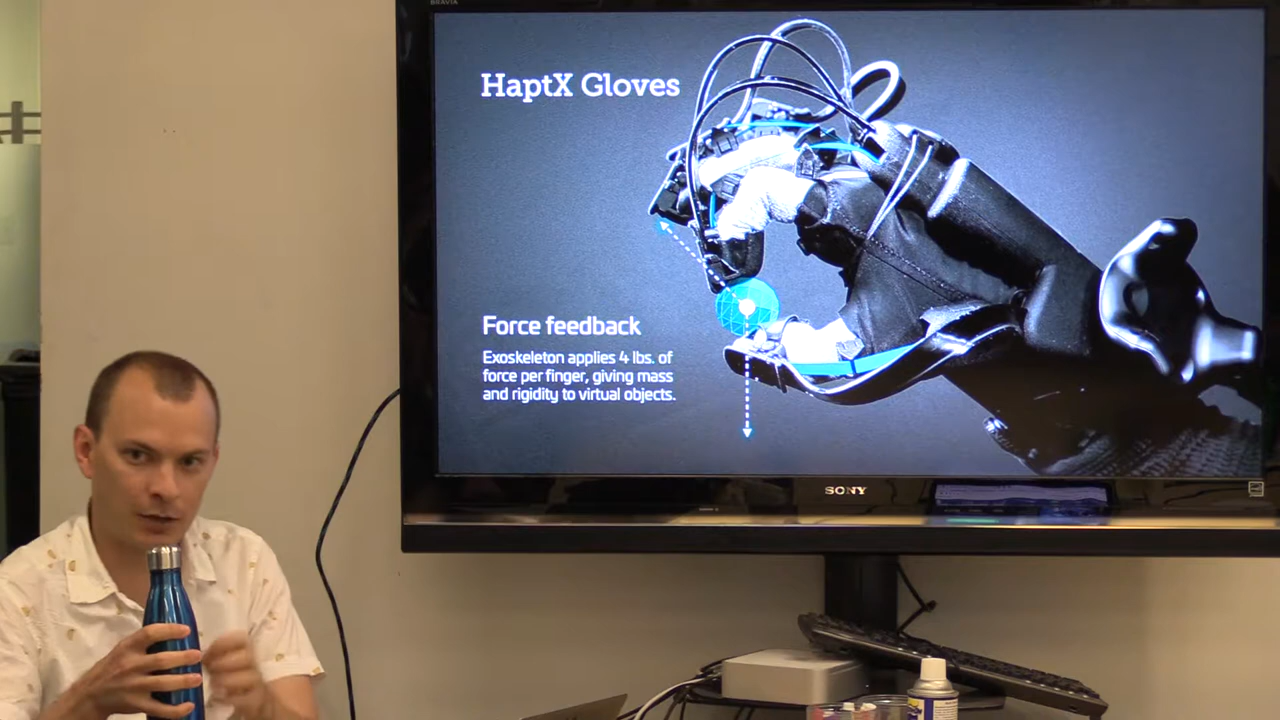 BRAVIA
HaptX Gloves
Force feedback
Exoskeleton applies 4 lbs. of
force per finger, giving mass
and rigidity to virtual objects.
SONY